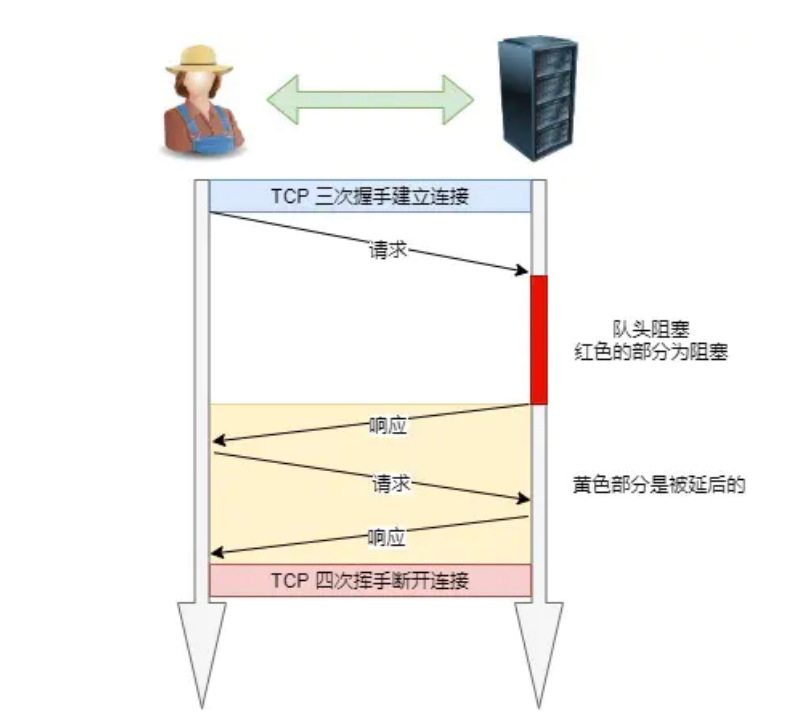 TCP 三次握手建立连接
请求
队头阻塞
红色的部分为阻塞
响应
请求
黄色部分是被延后的
响应
TCP 四次挥手断开连接